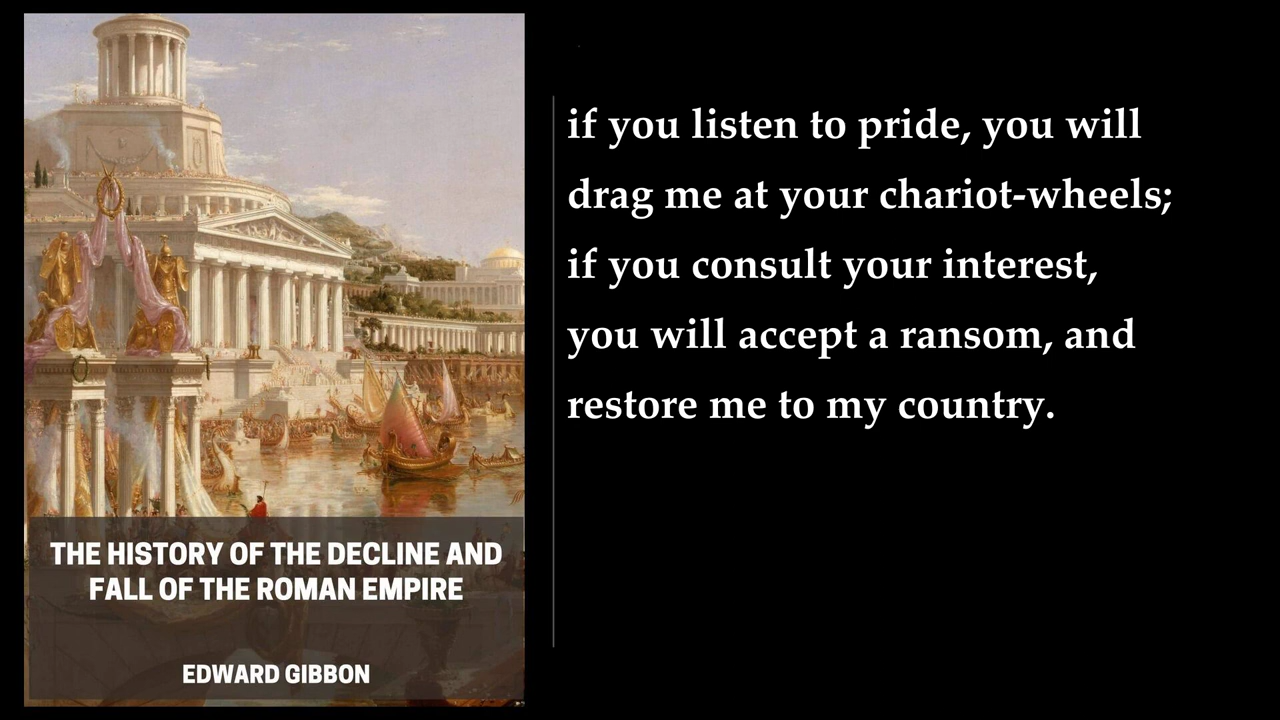 if you listen to pride, you will
drag me at your chariot-wheels;
if you consult your interest,
you will accept a ransom, and
restore me to my country.
THE HISTORY OF THE DECLINE AND
FALL OF THE ROMAN EMPIRE
EDWARD GIBBON